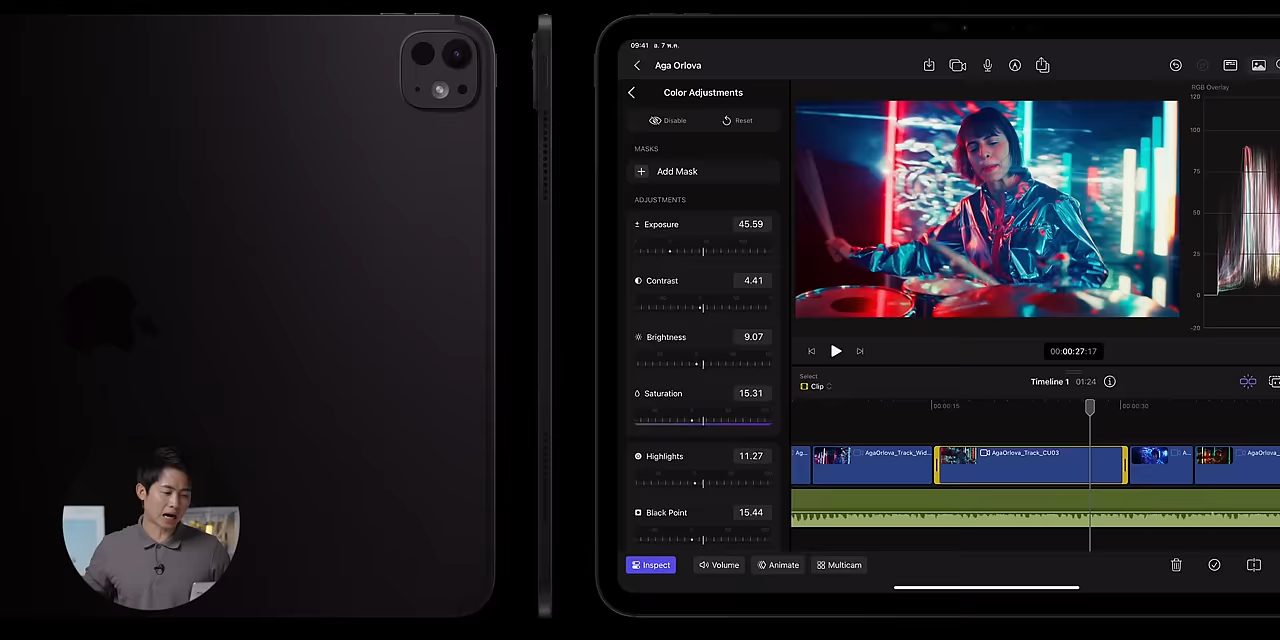 09:41 อ. 7 พ.ค.
Aga Orlova
Color Adjustments
Disable
Reset
MASKS
Add Mask
ADJUSTMENTS
Exposure 45.59
Contrast 4.41
Brightness 9.07
Saturation 15.31
Highlights 11.27
Black Point 15.44
Inspect
Volume
Animate
Multicam
RGB Overlay
120
100
75
50
25
0
-20
00:00:27:17
Select
Clip
Timeline 1 01:24
00:00:15
00:00:30
Ag...
AgaOrlova_Track_Wid...
AgaOrlova_Track_CU03
A...
AgaOrlova_